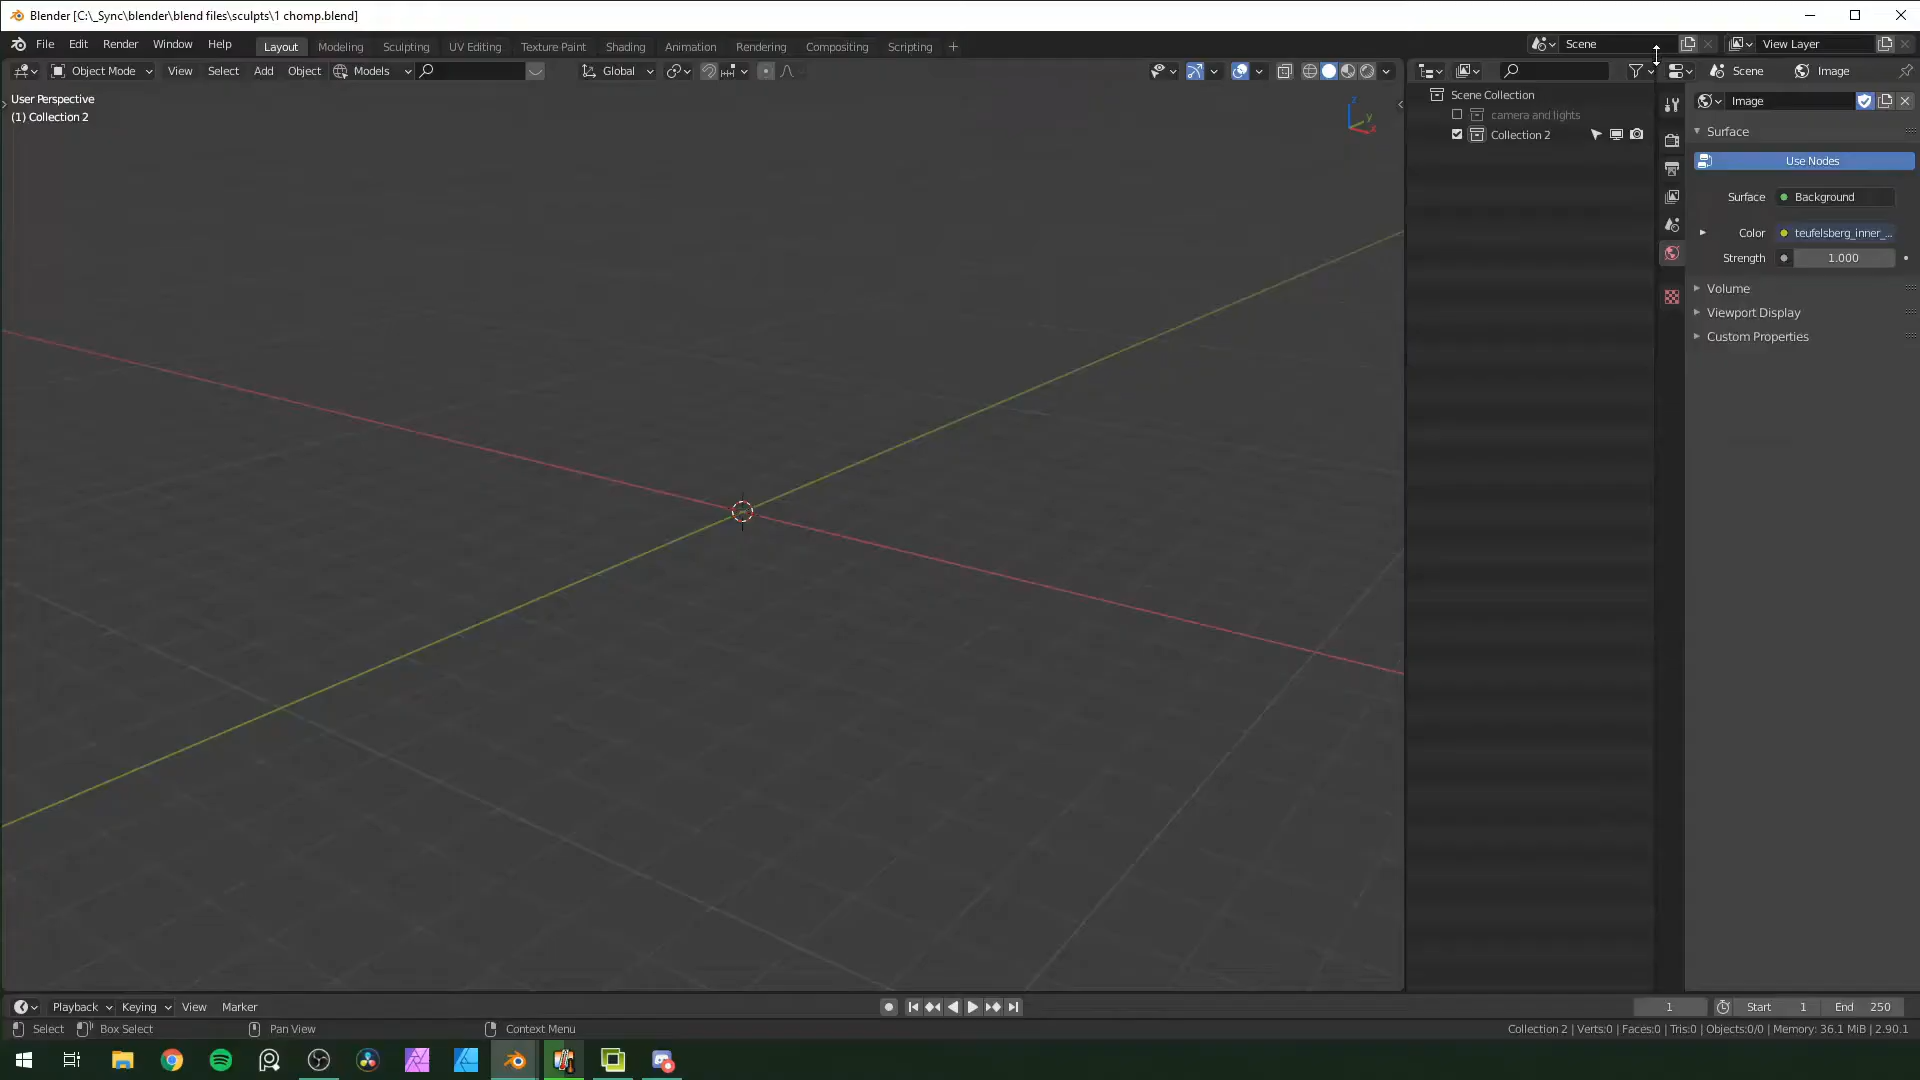 Blender [C:\_Sync\blender\blend files\sculpts\1 chomp.blend]
File Edit Render Window Help Layout Modeling Sculpting UV Editing Texture Paint Shading Animation Rendering Compositing Scripting + Scene View Layer
Object Mode View Select Add Object Models Global Scene Image
User Perspective
(1) Collection 2
z
y
x
Scene Collection
camera and lights
Collection 2
Image
Surface
Use Nodes
Surface Background
Color teufelsberg_inner_...
Strength 1.000
Volume
Viewport Display
Custom Properties
Playback Keying View Marker 1 Start 1 End 250
Select Box Select Pan View Context Menu Collection 2 | Verts:0 | Faces:0 | Tris:0 | Objects:0/0 | Memory: 36.1 MiB | 2.90.1